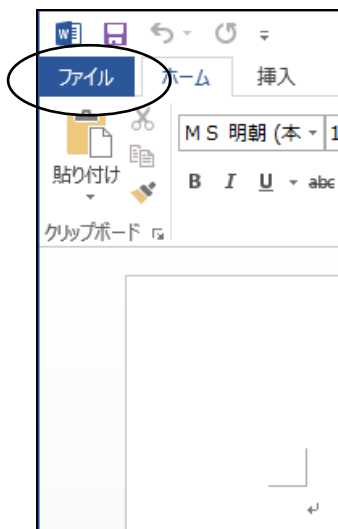 ファイル ホーム 挿入
MS 明朝 (本 1
貼り付け
B I U abc
クリップボード